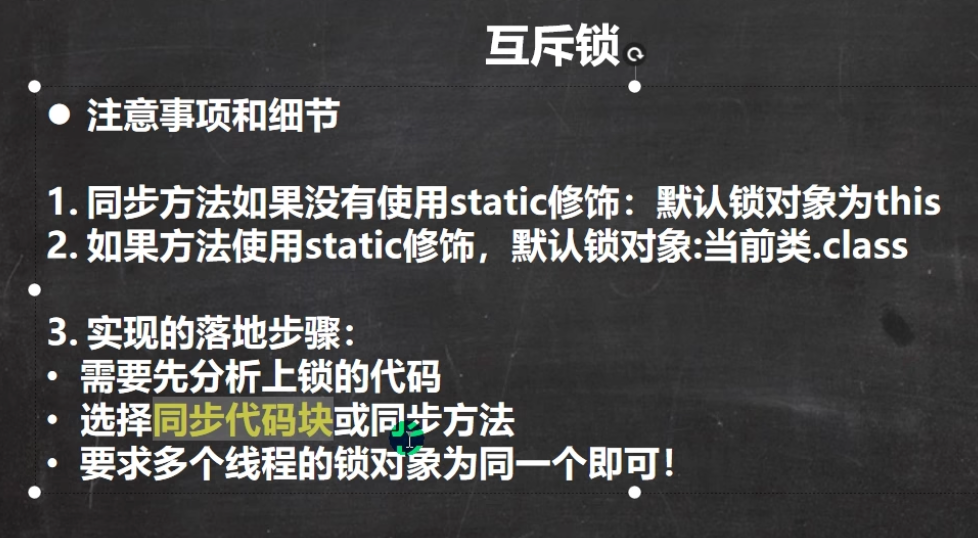 互斥锁
● 注意事项和细节
1. 同步方法如果没有使用static修饰：默认锁对象为this
2. 如果方法使用static修饰，默认锁对象:当前类.class
3. 实现的落地步骤：
• 需要先分析上锁的代码
• 选择同步代码块或同步方法
• 要求多个线程的锁对象为同一个即可！